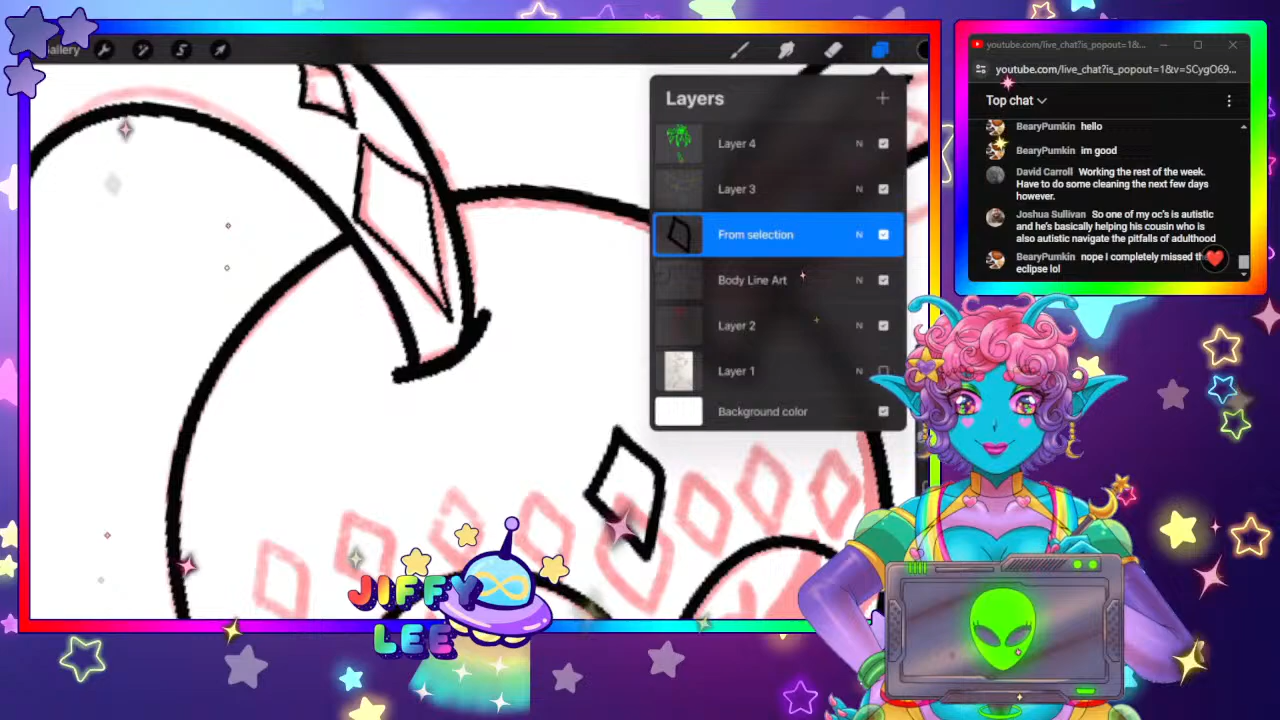 allery
Layers
Layer 4 N
Layer 3 N
From selection N
Body Line Art N
Layer 2 N
Layer 1 N
Background color
youtube.com/live_chat?is_popout=1&...
youtube.com/live_chat?is_popout=1&v=SCygO69...
Top chat
BearyPumkin hello
BearyPumkin im good
David Carroll Working the rest of the week.
Have to do some cleaning the next few days
however.
Joshua Sullivan So one of my oc's is autistic
and he's basically helping his cousin who is
also autistic navigate the pitfalls of adulthood
BearyPumkin nope I completely missed th
eclipse lol
JIFFY
LEE